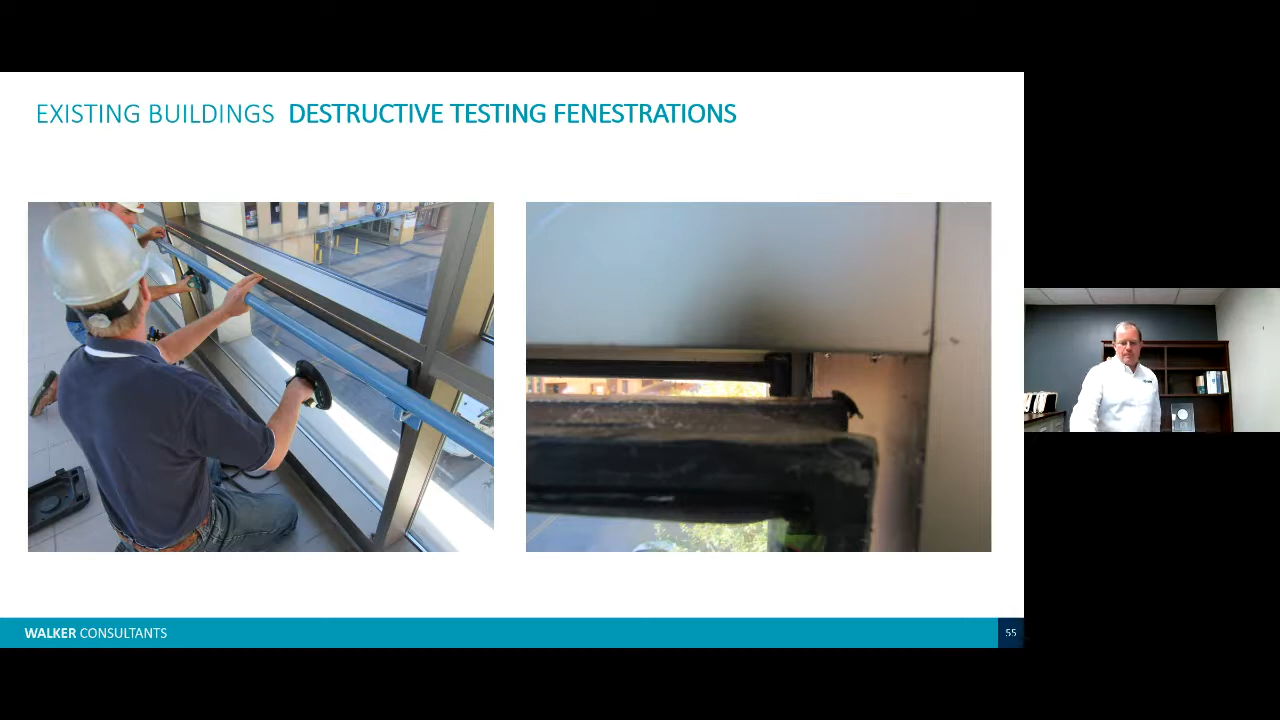 EXISTING BUILDINGS DESTRUCTIVE TESTING FENESTRATIONS
WALKER CONSULTANTS
55